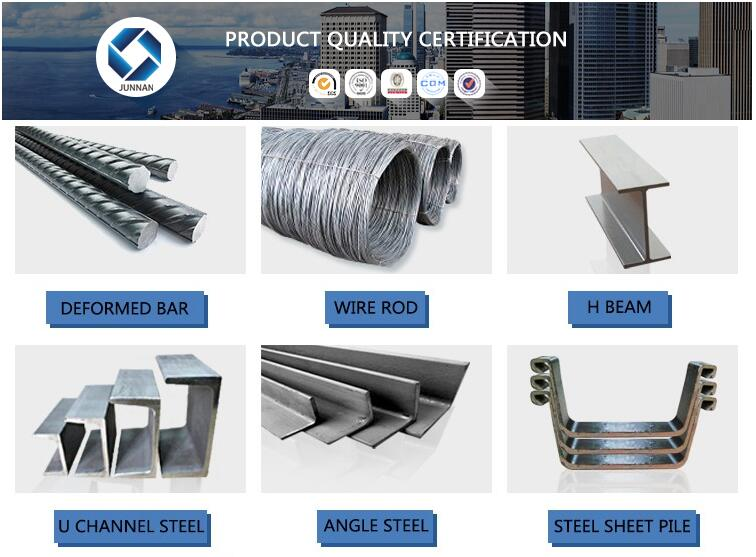 PRODUCT QUALITY CERTIFICATION
JUNNAN
DEFORMED BAR
WIRE ROD
H BEAM
U CHANNEL STEEL
ANGLE STEEL
STEEL SHEET PILE